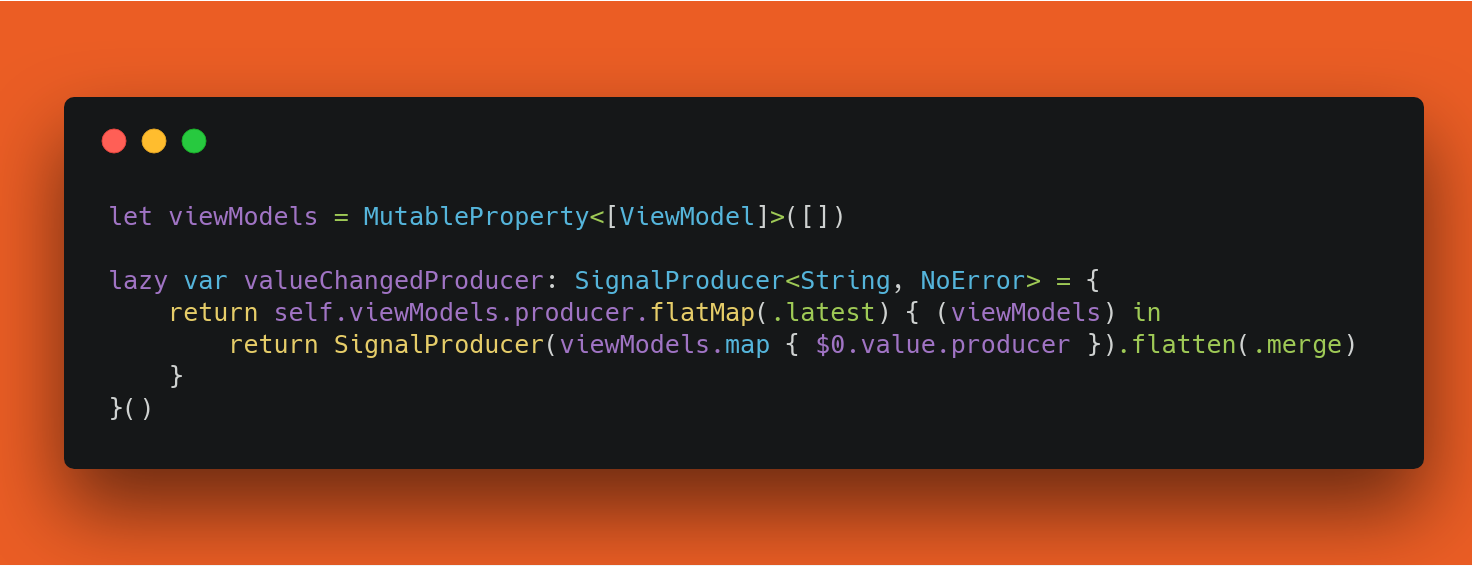 let viewModels = MutableProperty<[ViewModel]>([])
lazy var valueChangedProducer: SignalProducer<String, NoError> = {
    return self.viewModels.producer.flatMap(.latest) { (viewModels) in
        return SignalProducer(viewModels.map { $0.value.producer }).flatten(.merge)
    }
}()